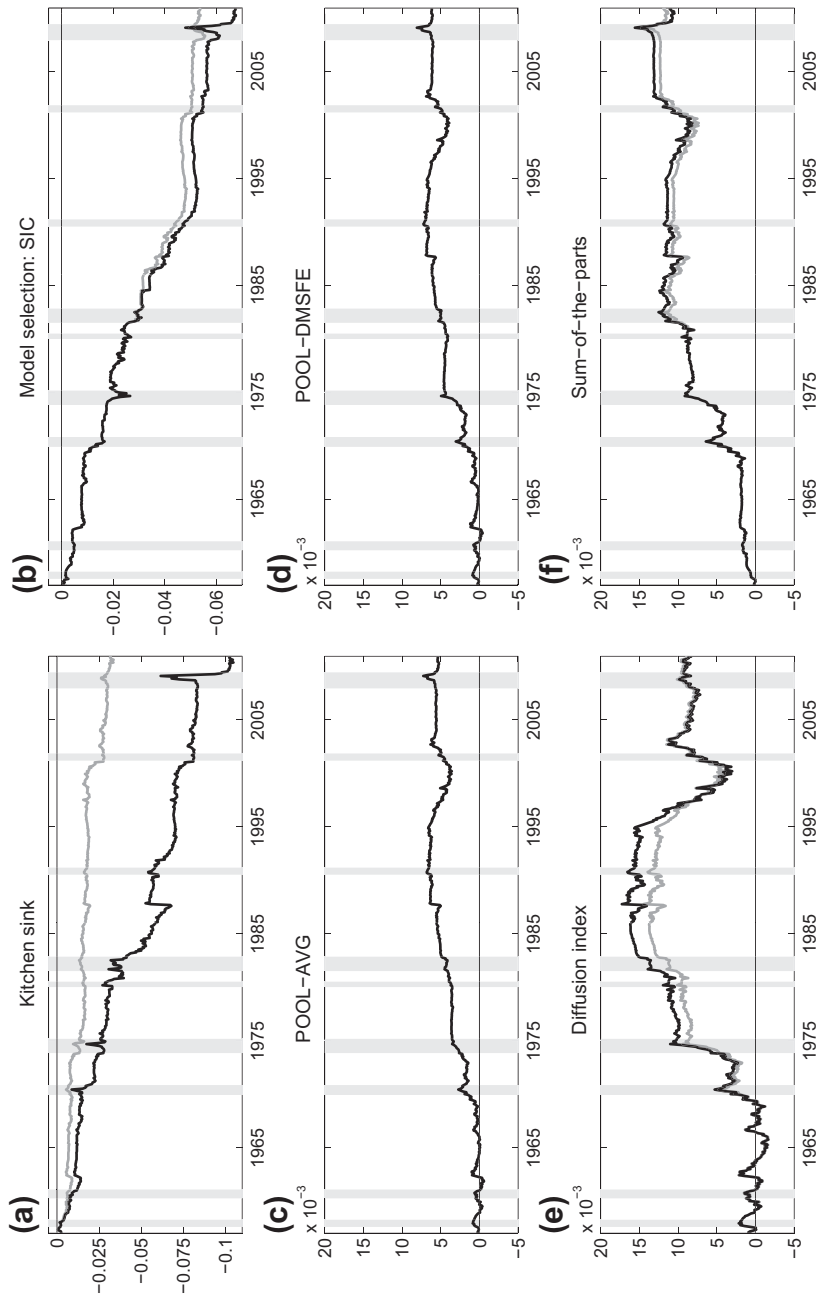 (a)
Kitchen sink
0
−0.025
−0.05
−0.075
−0.1
1965 1975 1985 1995 2005
(b)
Model selection: SIC
0
−0.02
−0.04
−0.06
1965 1975 1985 1995 2005
(c)
x 10⁻³
POOL−AVG
20
15
10
5
0
−5
1965 1975 1985 1995 2005
(d)
x 10⁻³
POOL−DMSFE
20
15
10
5
0
−5
1965 1975 1985 1995 2005
(e)
x 10⁻³
Diffusion index
20
15
10
5
0
−5
1965 1975 1985 1995 2005
(f)
x 10⁻³
Sum−of−the−parts
20
15
10
5
0
−5
1965 1975 1985 1995 2005